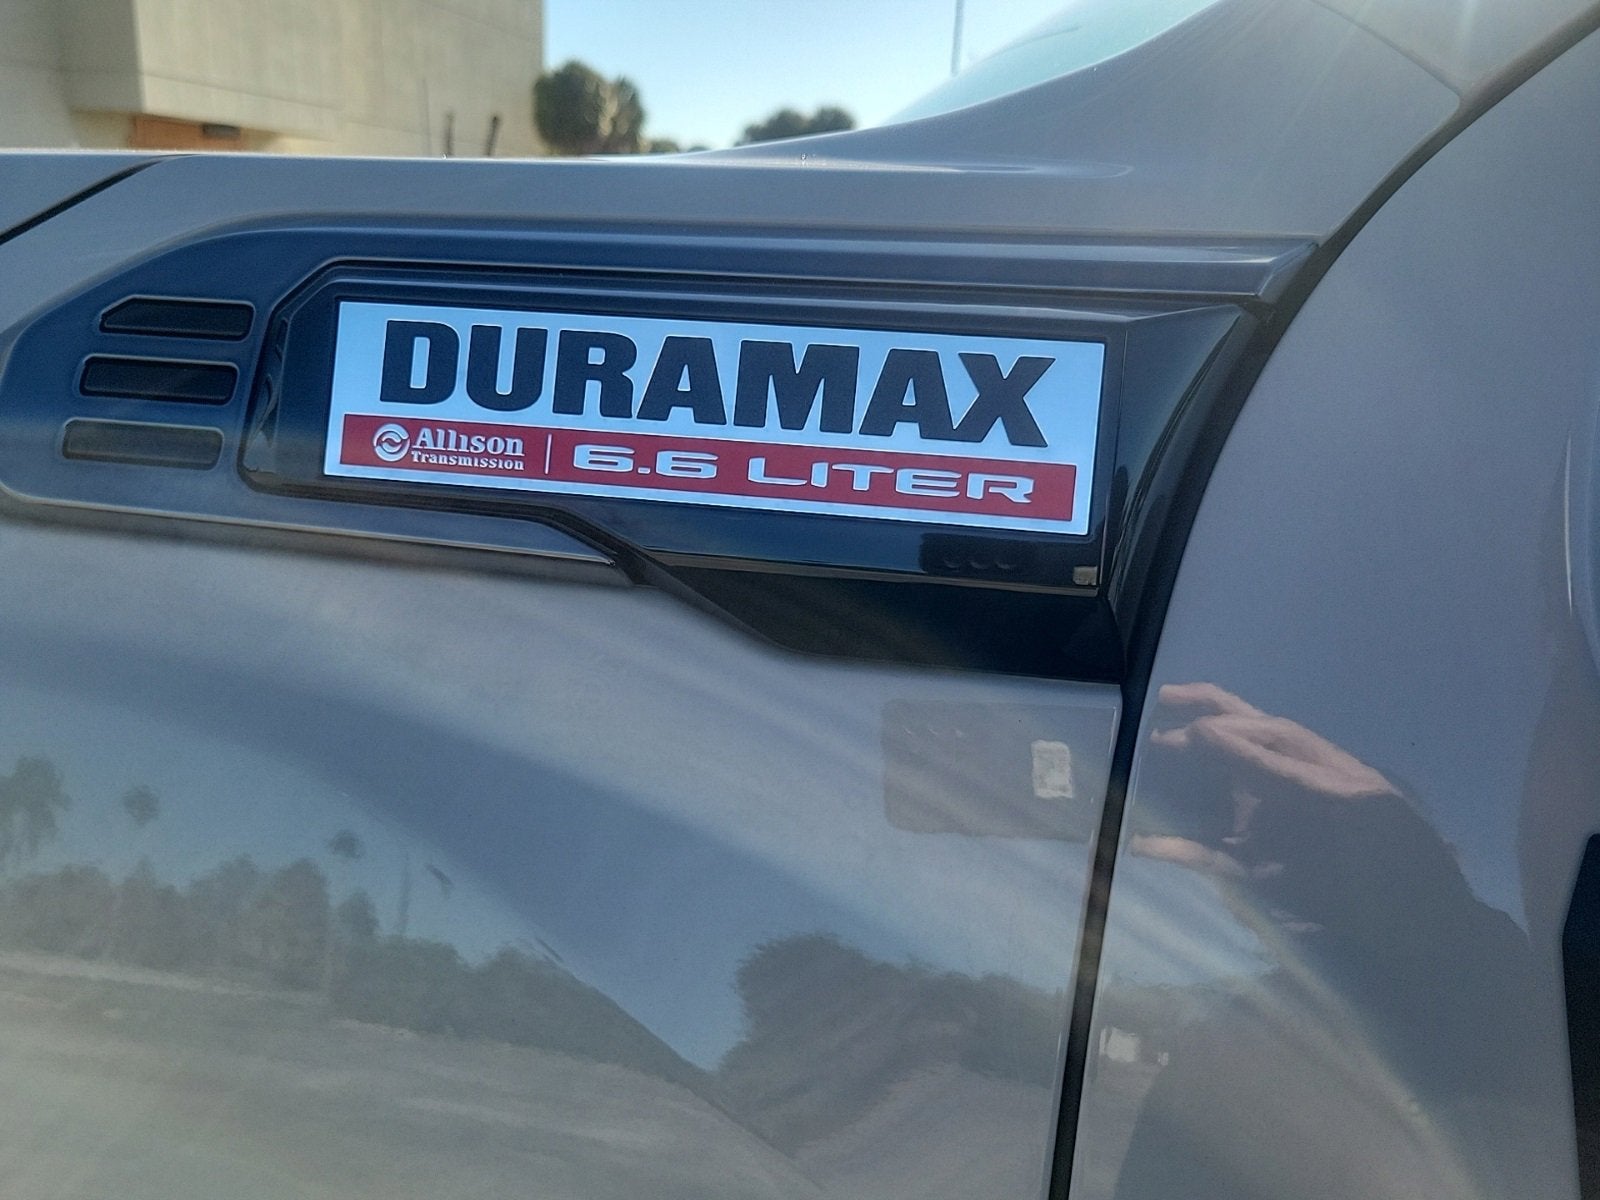 DURAMAX
Allison
Transmission
6.6 LITER